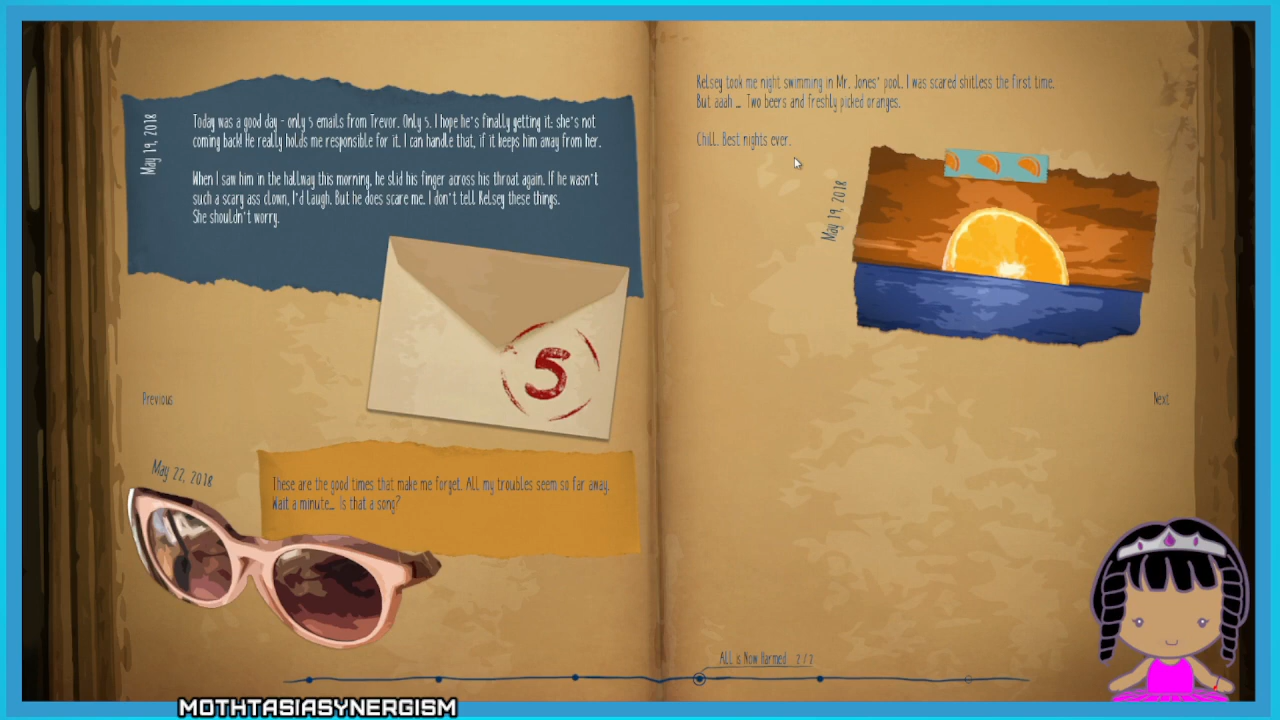 May 19, 2018
Today was a good day - only 5 emails from Trevor. Only 5. I hope he's finally getting it: she's not
coming back! He really holds me responsible for it. I can handle that, if it keeps him away from her.
When I saw him in the hallway this morning, he slid his finger across his throat again. If he wasn't
such a scary ass clown, I'd laugh. But he does scare me. I don't tell Kelsey these things.
She shouldn't worry.
5
Previous
May 22, 2018
These are the good times that make me forget. All my troubles seem so far away.
Wait a minute... Is that a song?
Kelsey took me night swimming in Mr. Jones' pool. I was scared shitless the first time.
But aaah ... Two beers and freshly picked oranges.
Chill. Best nights ever.
May 19, 2018
Next
ALL is Now Harmed 2/2
MOTHTASIASYNERGISM